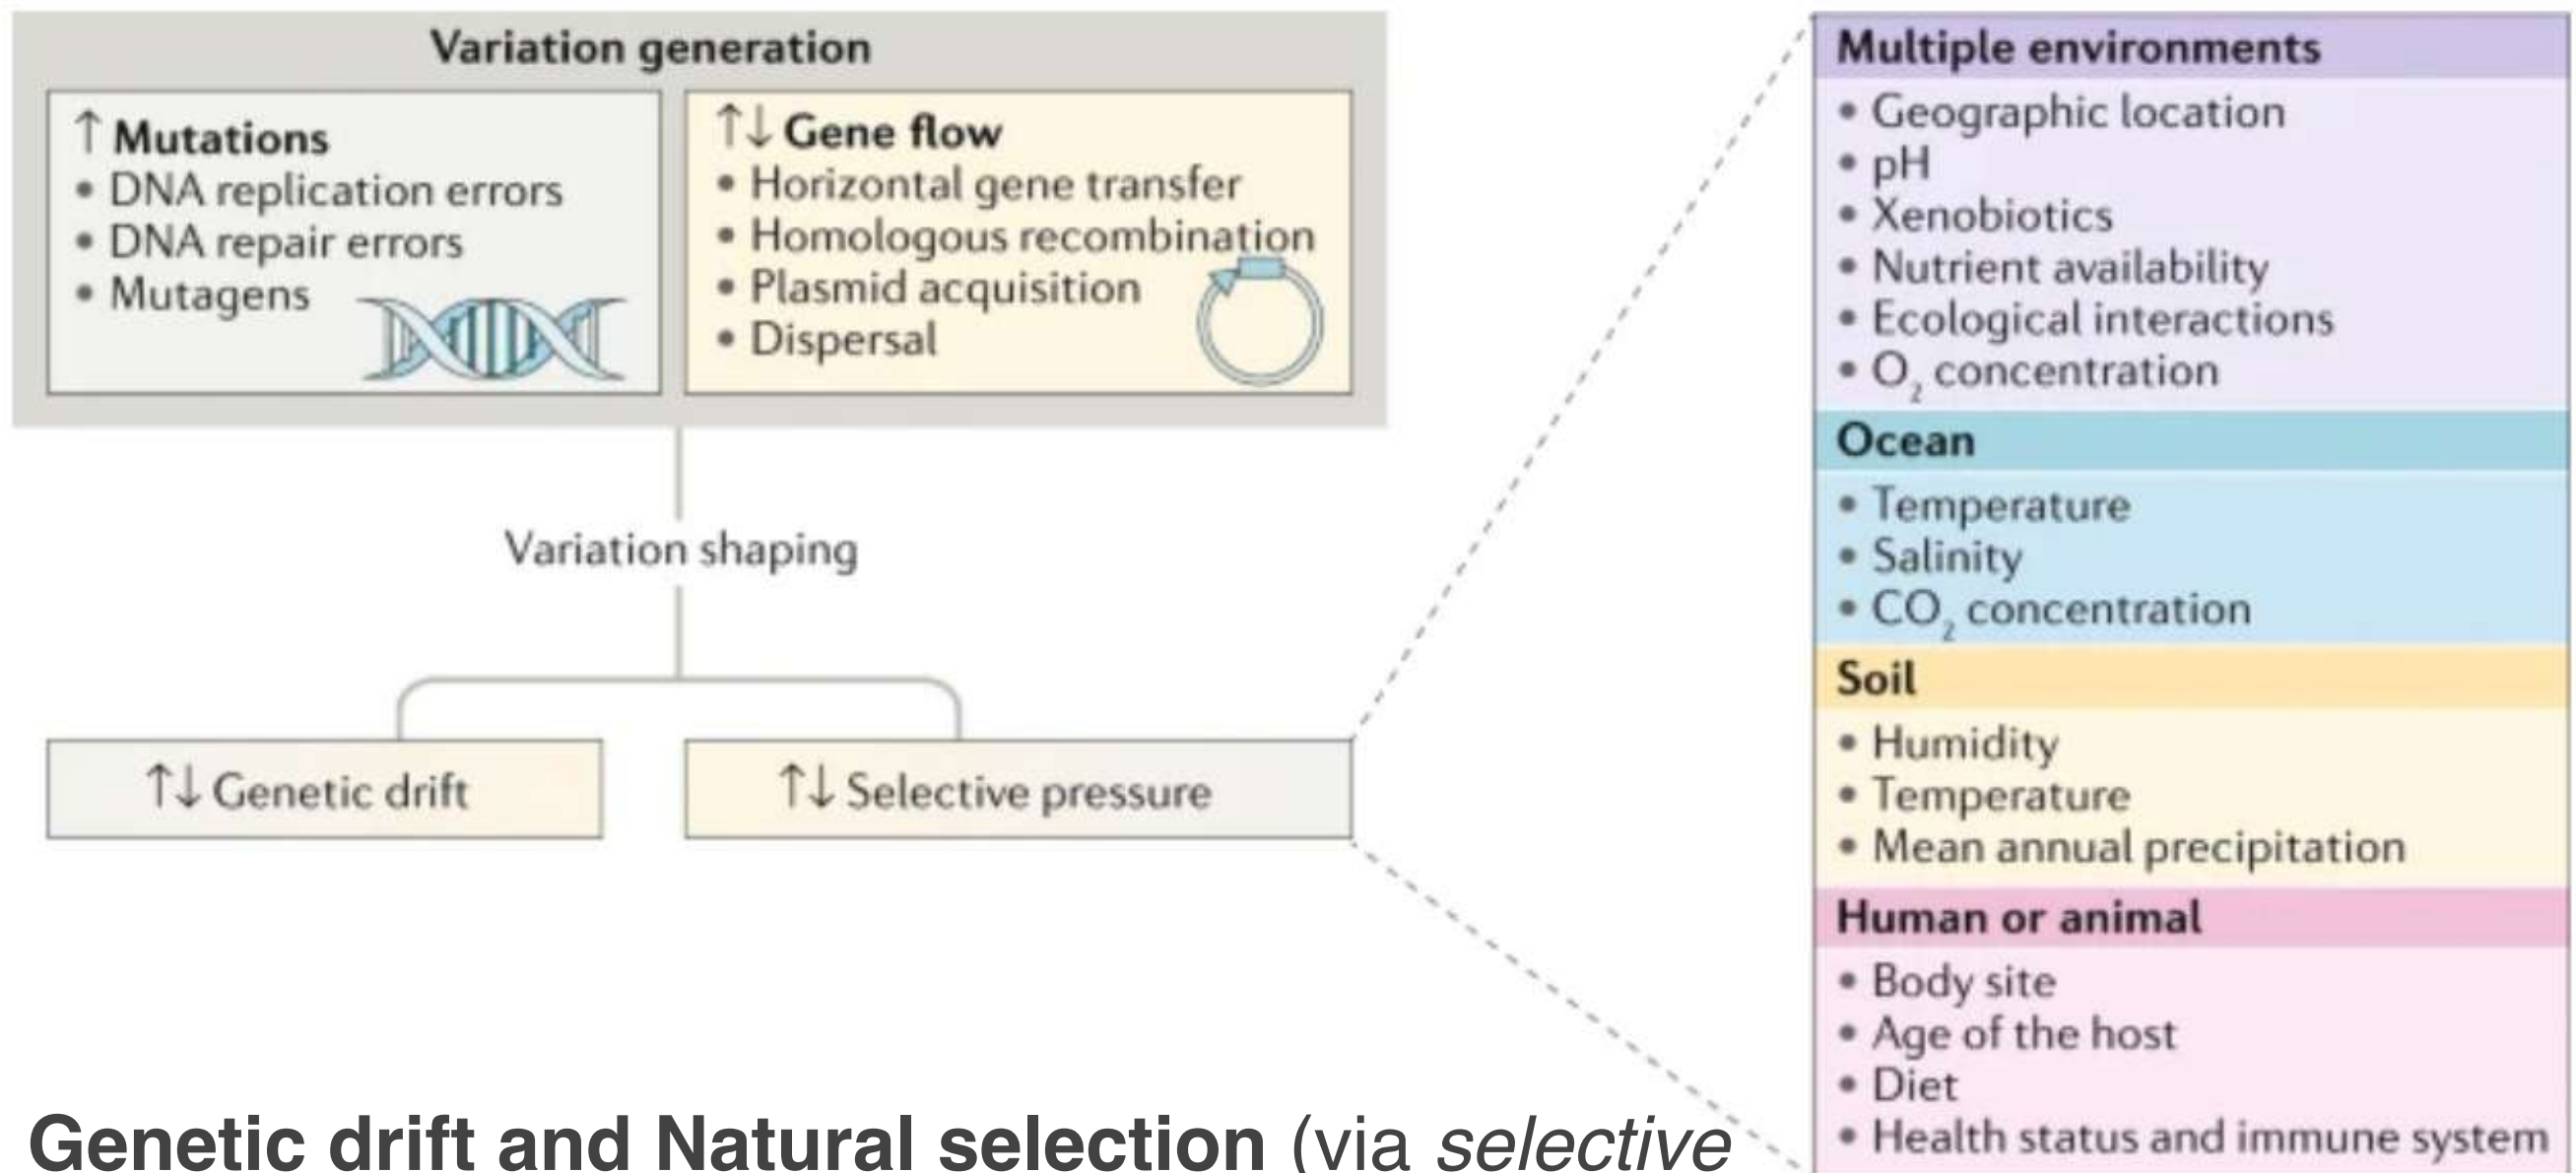 Variation generation
↑ Mutations
• DNA replication errors
• DNA repair errors
• Mutagens
↑↓ Gene flow
• Horizontal gene transfer
• Homologous recombination
• Plasmid acquisition
• Dispersal
Variation shaping
↑↓ Genetic drift
↑↓ Selective pressure
Multiple environments
• Geographic location
• pH
• Xenobiotics
• Nutrient availability
• Ecological interactions
• O₂ concentration
Ocean
• Temperature
• Salinity
• CO₂ concentration
Soil
• Humidity
• Temperature
• Mean annual precipitation
Human or animal
• Body site
• Age of the host
• Diet
• Health status and immune system
Genetic drift and Natural selection (via selective